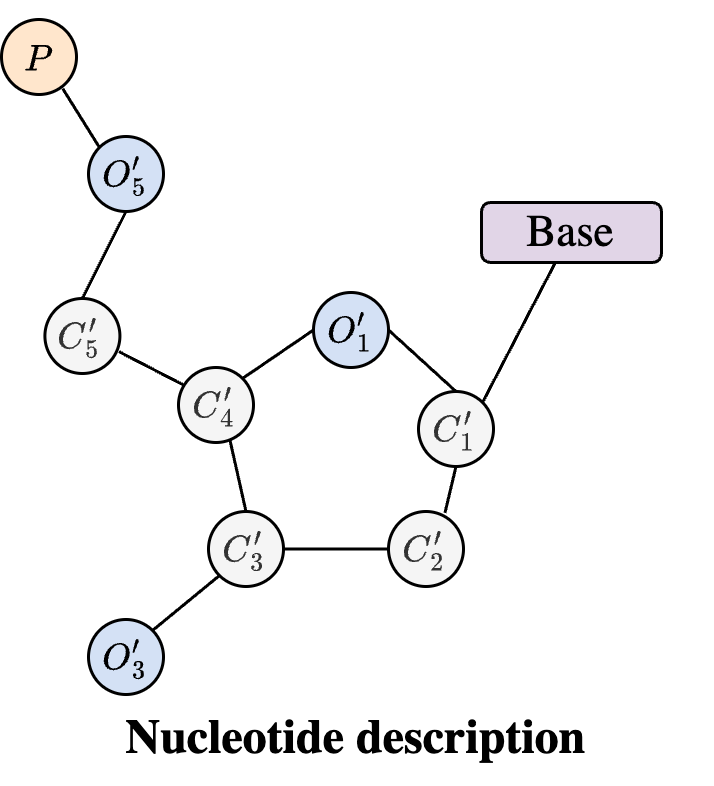 P
O′₅
Base
C′₅
O′₁
C′₄
C′₁
C′₃
C′₂
O′₃
Nucleotide description